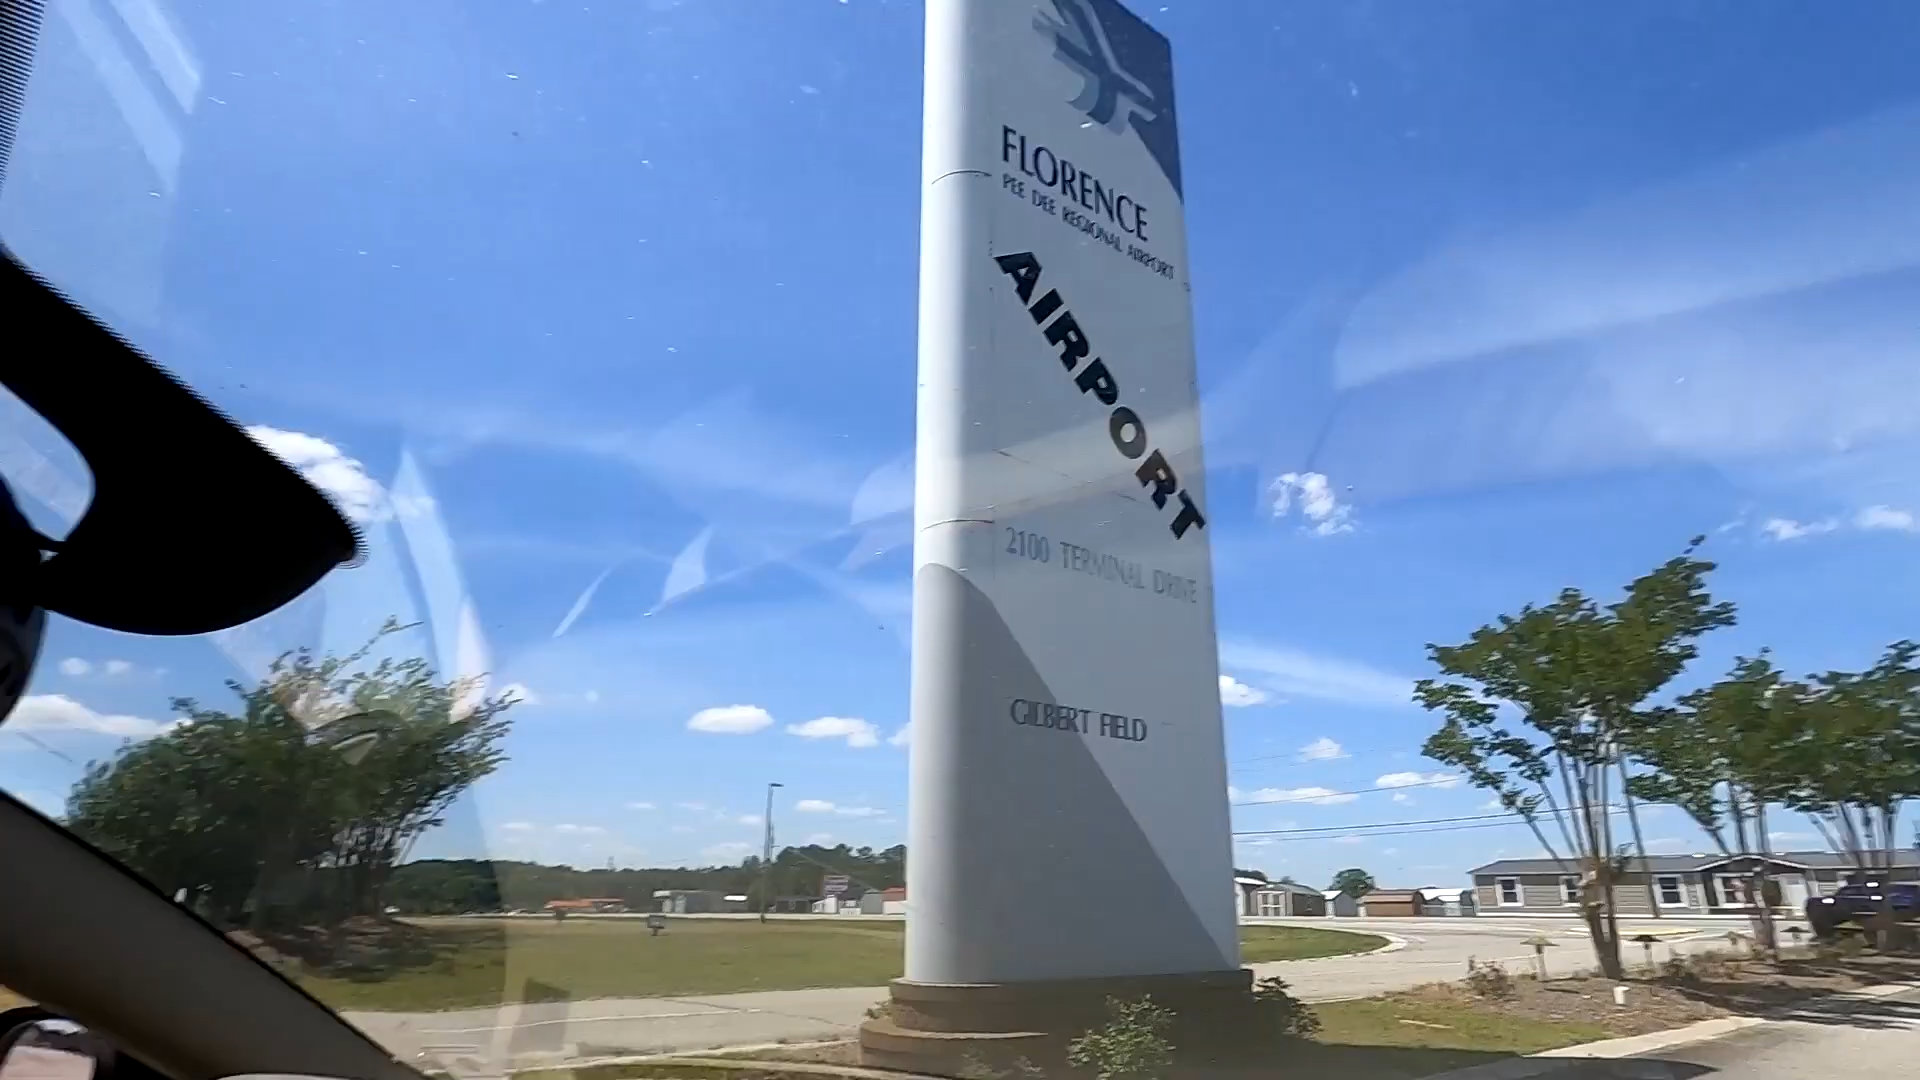 FLORENCE
PEE DEE REGIONAL AIRPORT
AIRPORT
2100 TERMINAL DRIVE
GILBERT FIELD